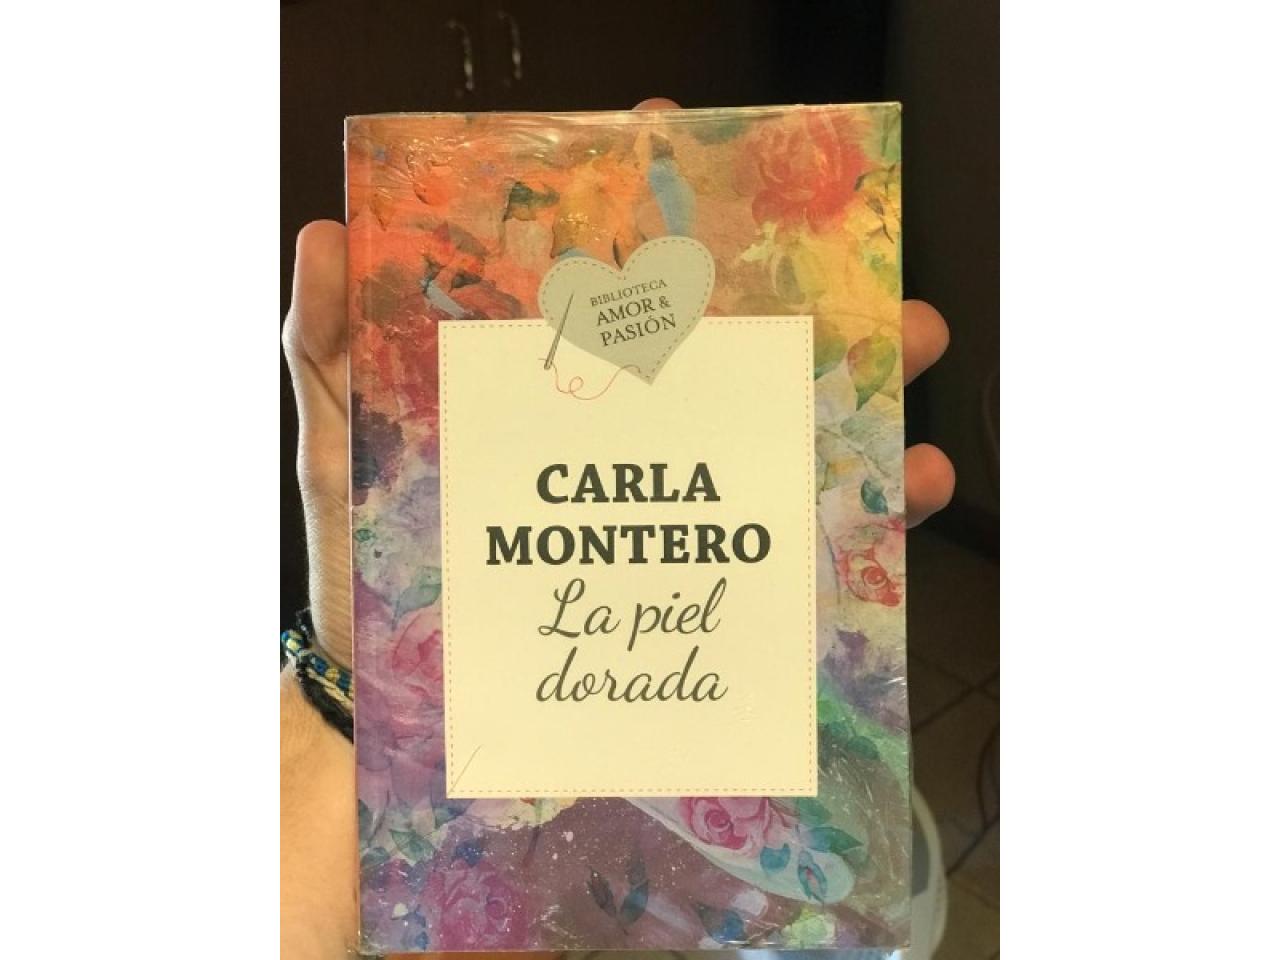 BIBLIOTECA
AMOR &
PASIÓN
CARLA
MONTERO
La piel
dorada